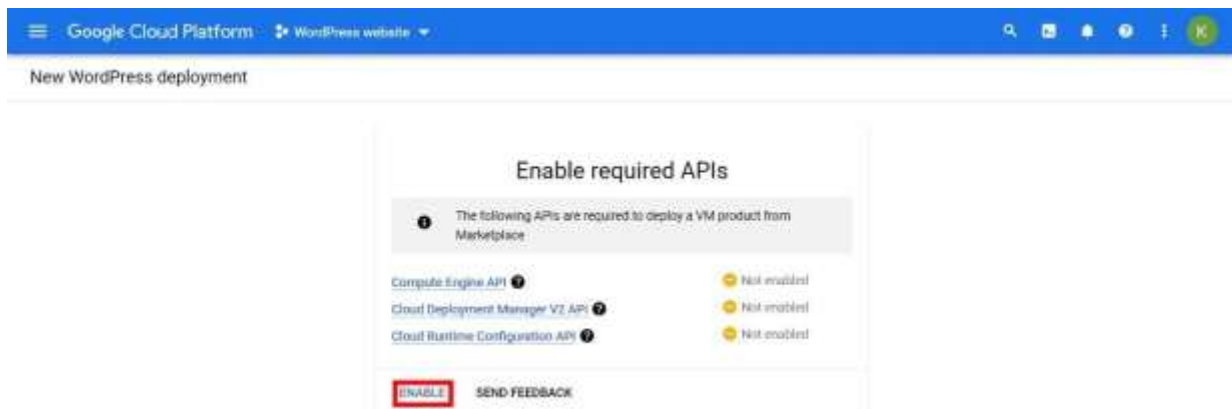 Google Cloud Platform WordPress website K
New WordPress deployment
Enable required APIs
The following APIs are required to deploy a VM product from
Marketplace
Compute Engine API Not enabled
Cloud Deployment Manager V2 API Not enabled
Cloud Runtime Configuration API Not enabled
ENABLE SEND FEEDBACK